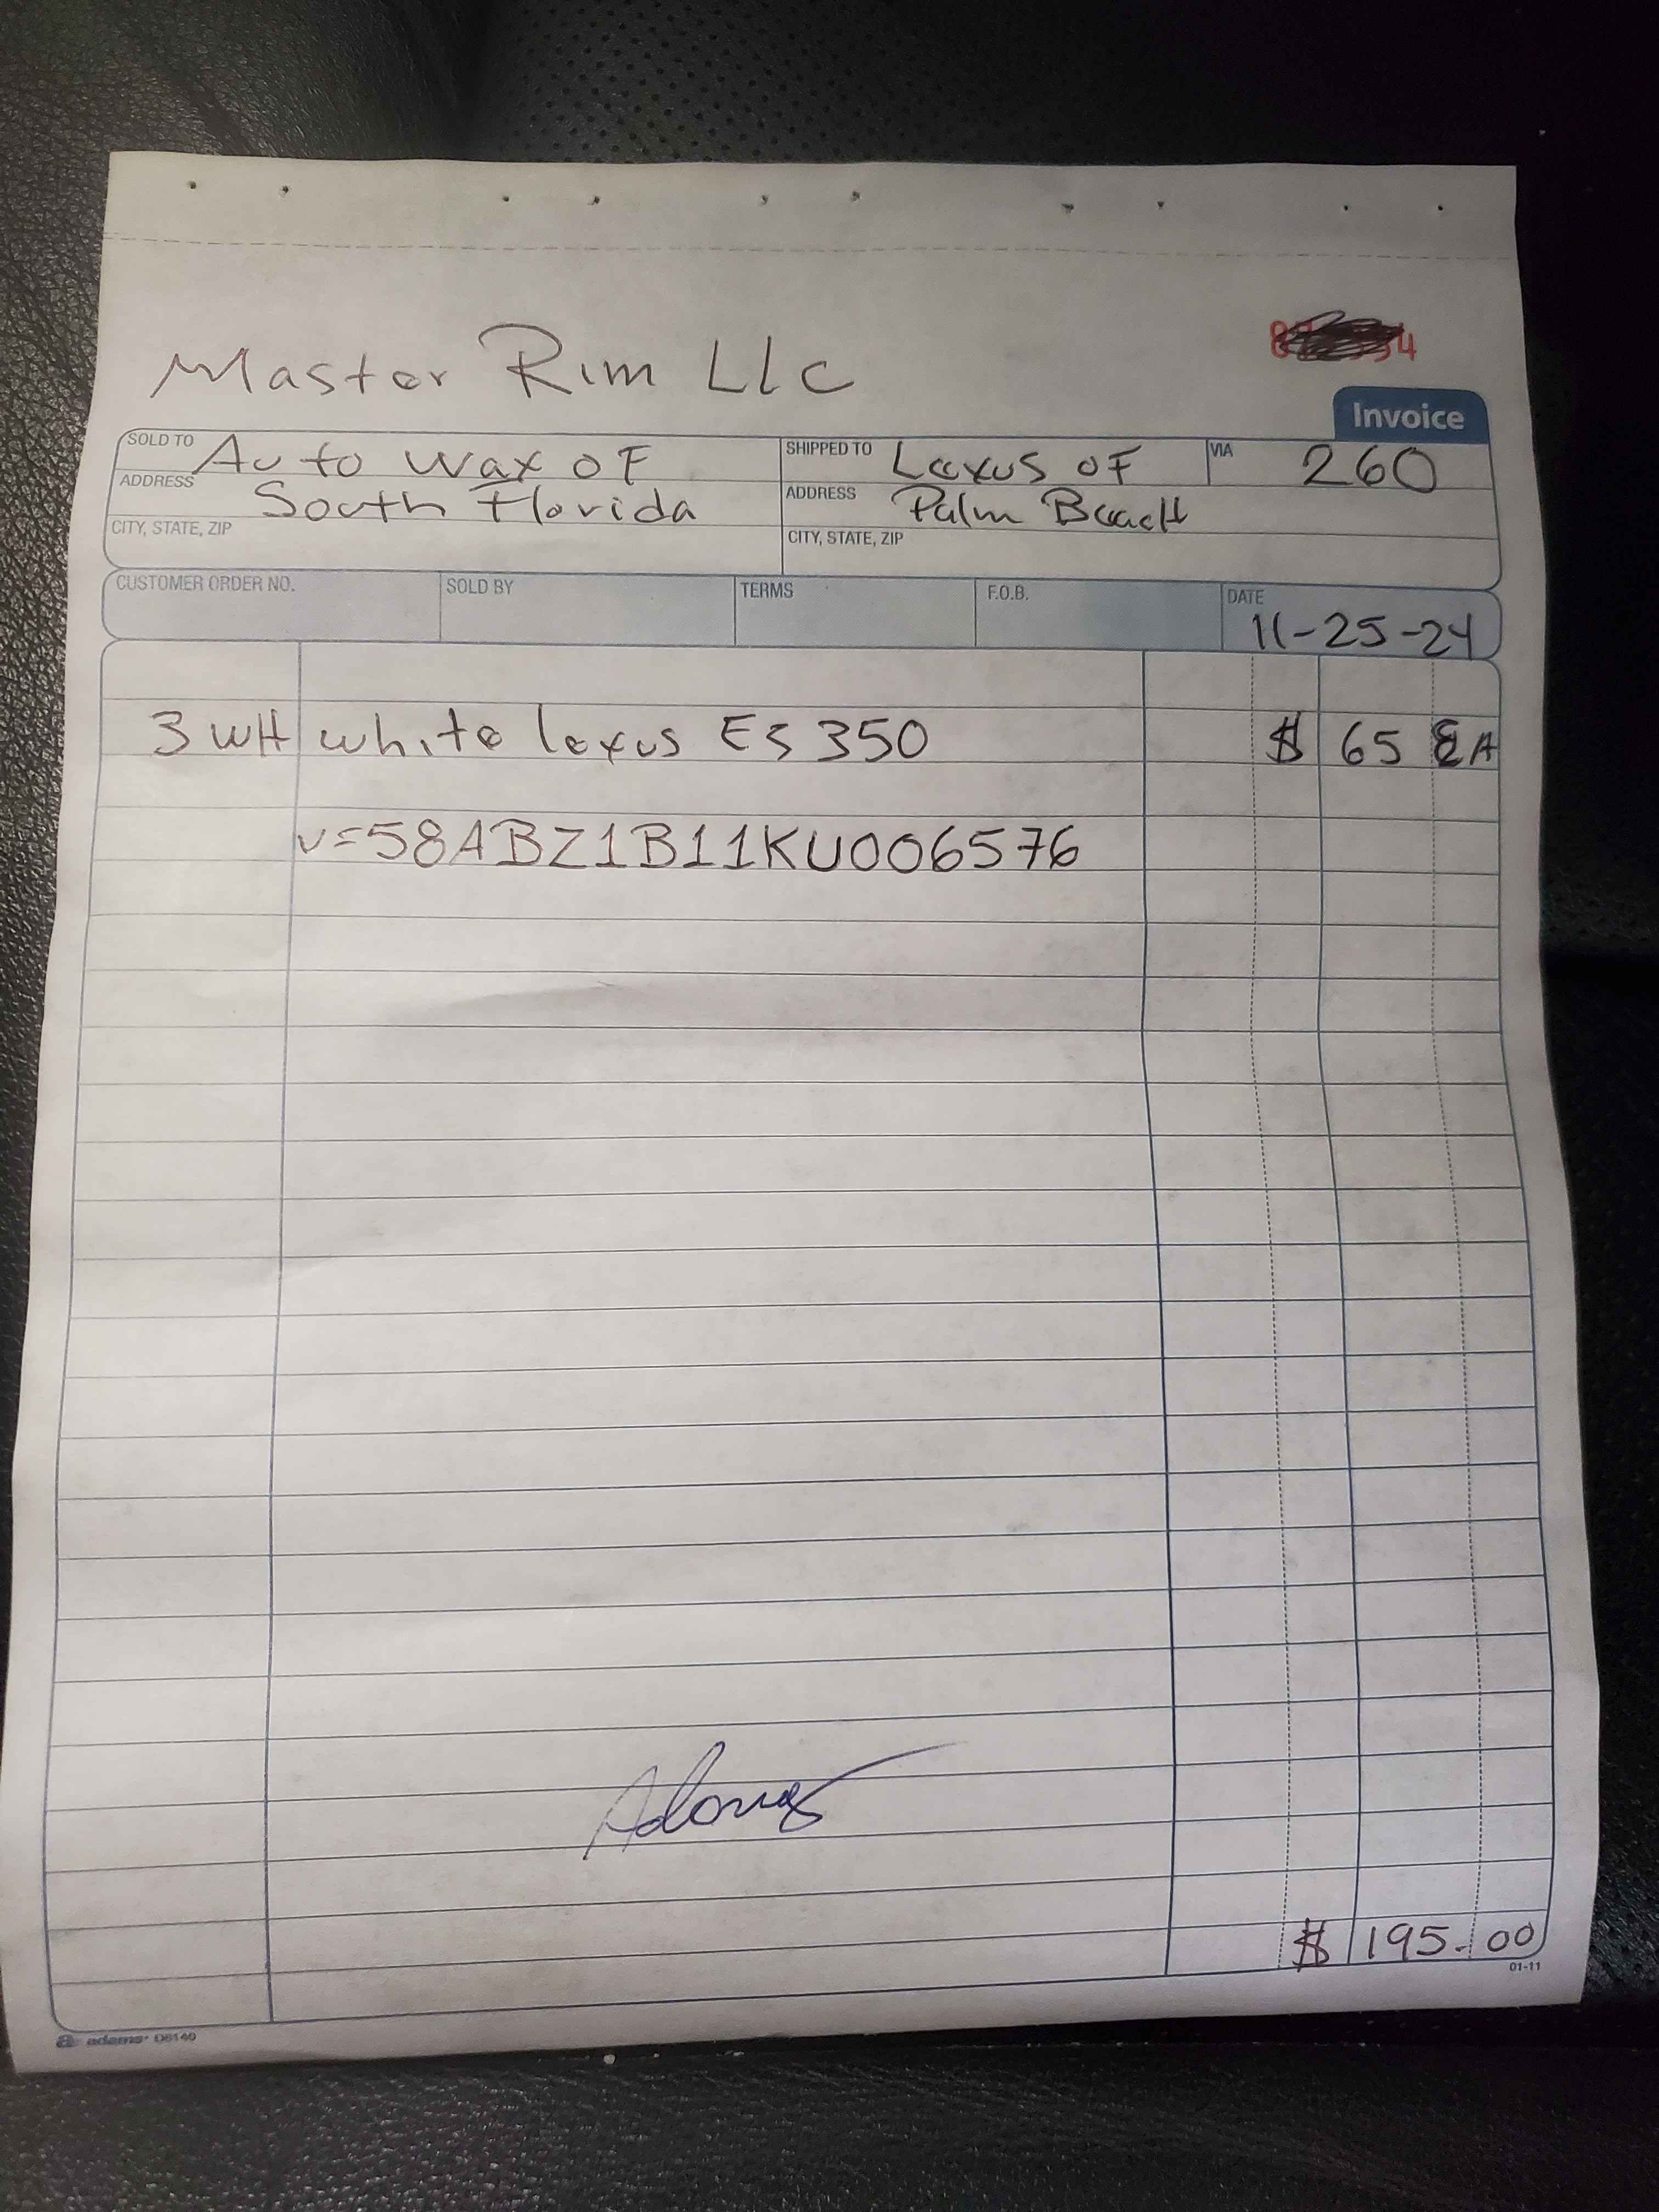 Master Rim Llc
Invoice
SOLD TO Auto wax OF SHIPPED TO Lexus OF VIA 260
ADDRESS South Florida ADDRESS Palm Beach
CITY, STATE, ZIP CITY, STATE, ZIP
CUSTOMER ORDER NO. SOLD BY TERMS F.O.B. DATE
11-25-24
3 WH white lexus ES 350 $ 65 EA
v=58ABZ1B11KU006576
$ 195.00
01-11
a adams D8140